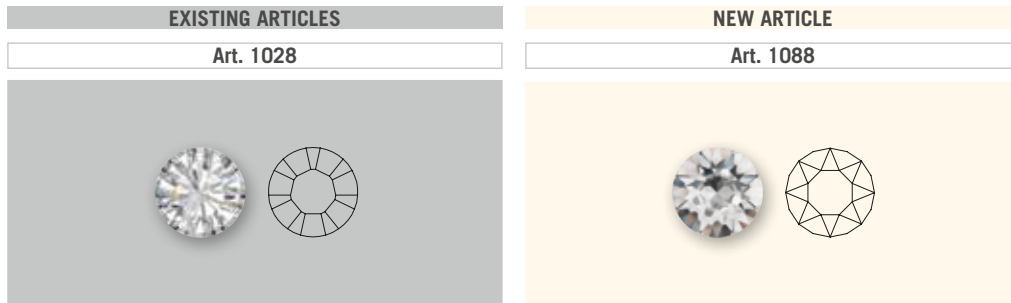 EXISTING ARTICLES
Art. 1028
NEW ARTICLE
Art. 1088